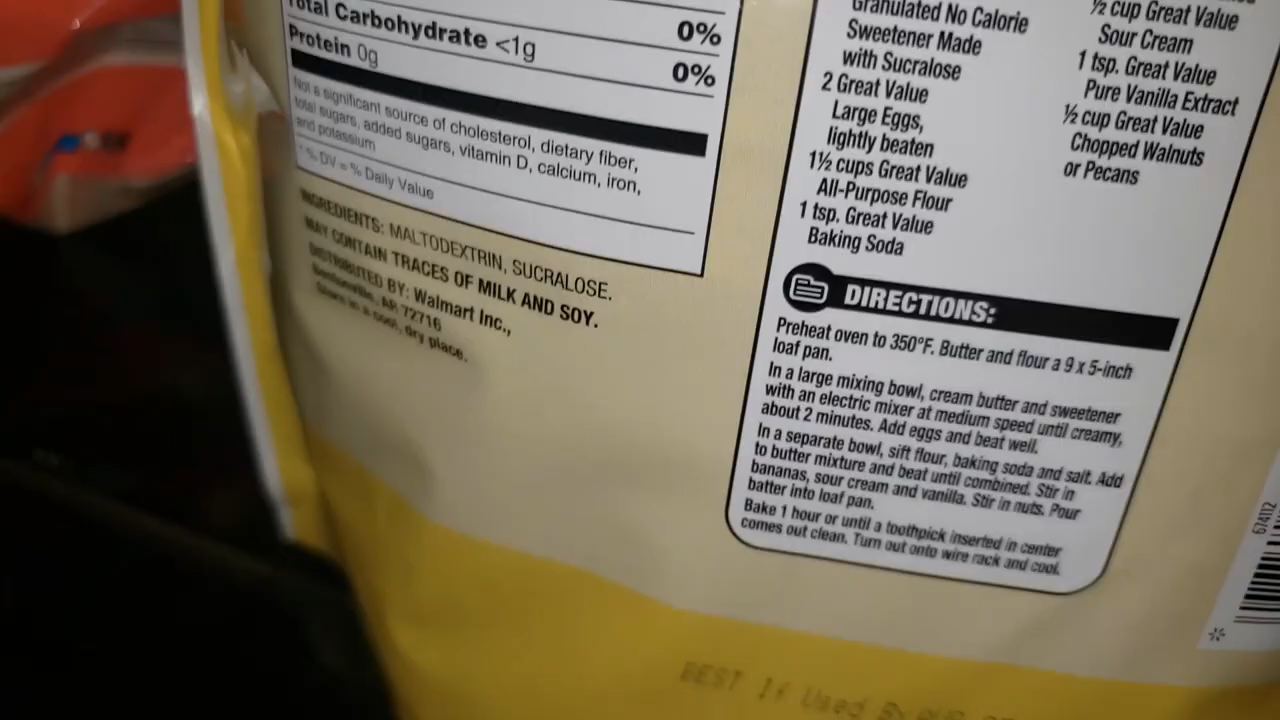 Total Carbohydrate <1g 0%
Protein 0g 0%
Not a significant source of cholesterol, dietary fiber,
total sugars, added sugars, vitamin D, calcium, iron,
and potassium
* % DV = % Daily Value
INGREDIENTS: MALTODEXTRIN, SUCRALOSE.
MAY CONTAIN TRACES OF MILK AND SOY.
DISTRIBUTED BY: Walmart Inc.,
Bentonville, AR 72716
Store in a cool, dry place.
Granulated No Calorie
Sweetener Made
with Sucralose
2 Great Value
Large Eggs,
lightly beaten
1½ cups Great Value
All-Purpose Flour
1 tsp. Great Value
Baking Soda
½ cup Great Value
Sour Cream
1 tsp. Great Value
Pure Vanilla Extract
½ cup Great Value
Chopped Walnuts
or Pecans
DIRECTIONS:
Preheat oven to 350°F. Butter and flour a 9 x 5-inch
loaf pan.
In a large mixing bowl, cream butter and sweetener
with an electric mixer at medium speed until creamy,
about 2 minutes. Add eggs and beat well.
In a separate bowl, sift flour, baking soda and salt. Add
to butter mixture and beat until combined. Stir in
bananas, sour cream and vanilla. Stir in nuts. Pour
batter into loaf pan.
Bake 1 hour or until a toothpick inserted in center
comes out clean. Turn out onto wire rack and cool.
674112
BEST If Used By